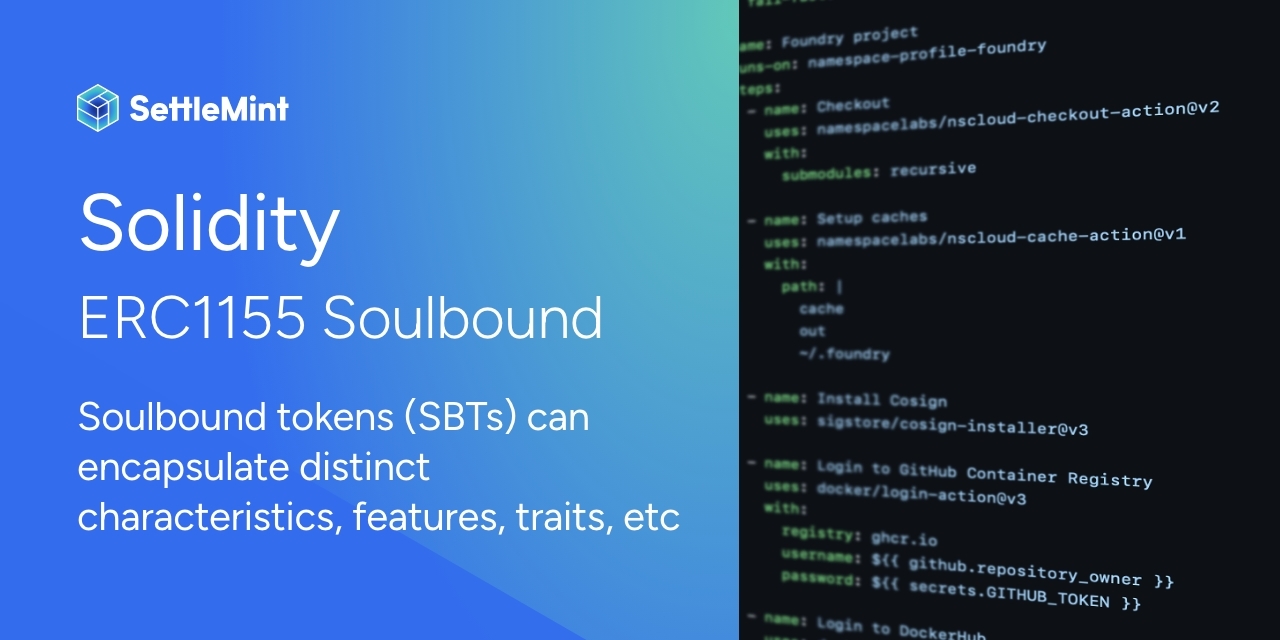 SettleMint
Solidity
ERC1155 Soulbound
Soulbound tokens (SBTs) can
encapsulate distinct
characteristics, features, traits, etc
ame: Foundry project
uns-on: namespace-profile-foundry
teps:
- name: Checkout
uses: namespacelabs/nscloud-checkout-action@v2
with:
submodules: recursive
- name: Setup caches
uses: namespacelabs/nscloud-cache-action@v1
with:
path: |
cache
out
~/.foundry
- name: Install Cosign
uses: sigstore/cosign-installer@v3
- name: Login to GitHub Container Registry
uses: docker/login-action@v3
with:
registry: ghcr.io
username: ${{ github.repository_owner }}
password: ${{ secrets.GITHUB_TOKEN }}
- name: Login to DockerHub